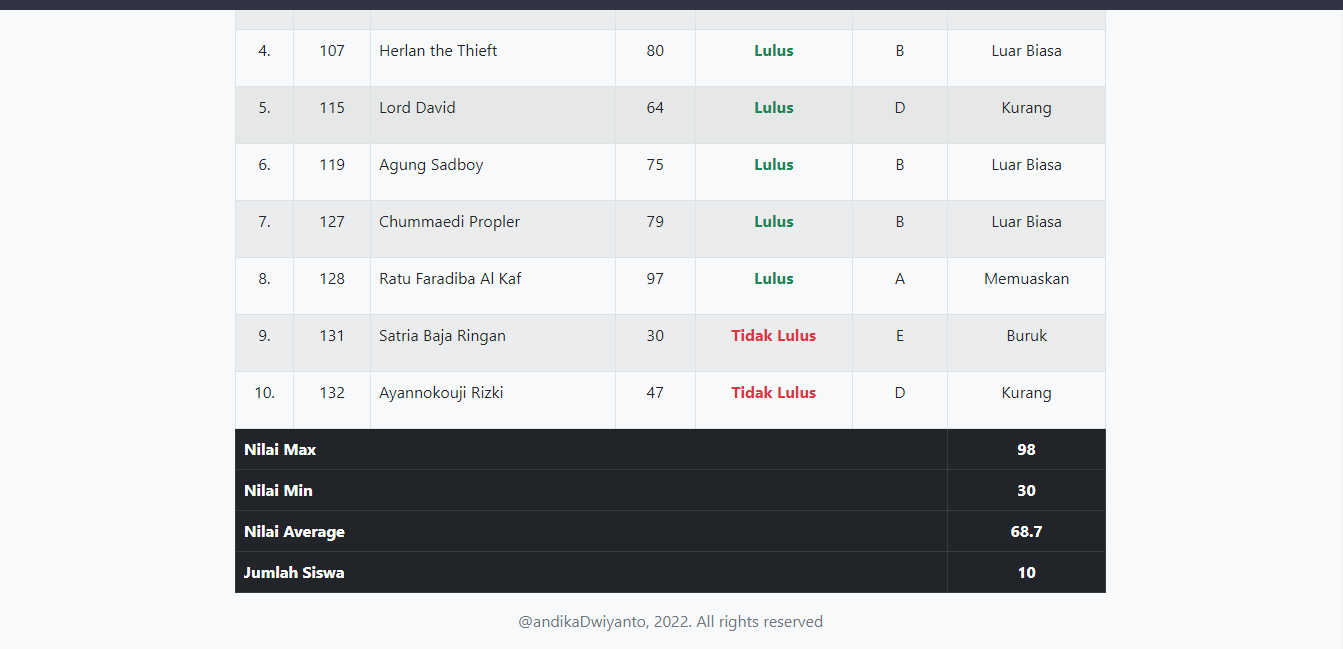 4. 107 Herlan the Thieft 80 Lulus B Luar Biasa
5. 115 Lord David 64 Lulus D Kurang
6. 119 Agung Sadboy 75 Lulus B Luar Biasa
7. 127 Chummaedi Propler 79 Lulus B Luar Biasa
8. 128 Ratu Faradiba Al Kaf 97 Lulus A Memuaskan
9. 131 Satria Baja Ringan 30 Tidak Lulus E Buruk
10. 132 Ayannokouji Rizki 47 Tidak Lulus D Kurang
Nilai Max 98
Nilai Min 30
Nilai Average 68.7
Jumlah Siswa 10
@andikaDwiyanto, 2022. All rights reserved